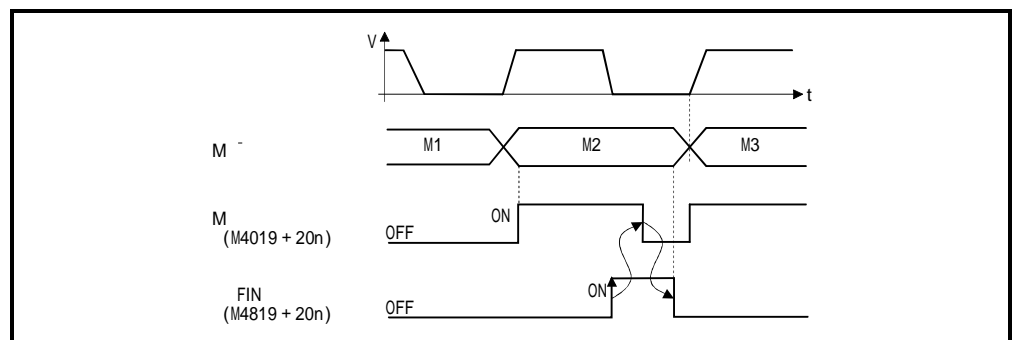 V
t
M1 M2 M3
M -
M
(M4019 + 20n)
ON
OFF
FIN
(M4819 + 20n)
ON
OFF